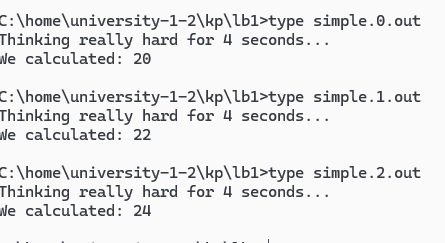 C:\home\university-1-2\kp\lb1>type simple.0.out
Thinking really hard for 4 seconds...
We calculated: 20
C:\home\university-1-2\kp\lb1>type simple.1.out
Thinking really hard for 4 seconds...
We calculated: 22
C:\home\university-1-2\kp\lb1>type simple.2.out
Thinking really hard for 4 seconds...
We calculated: 24